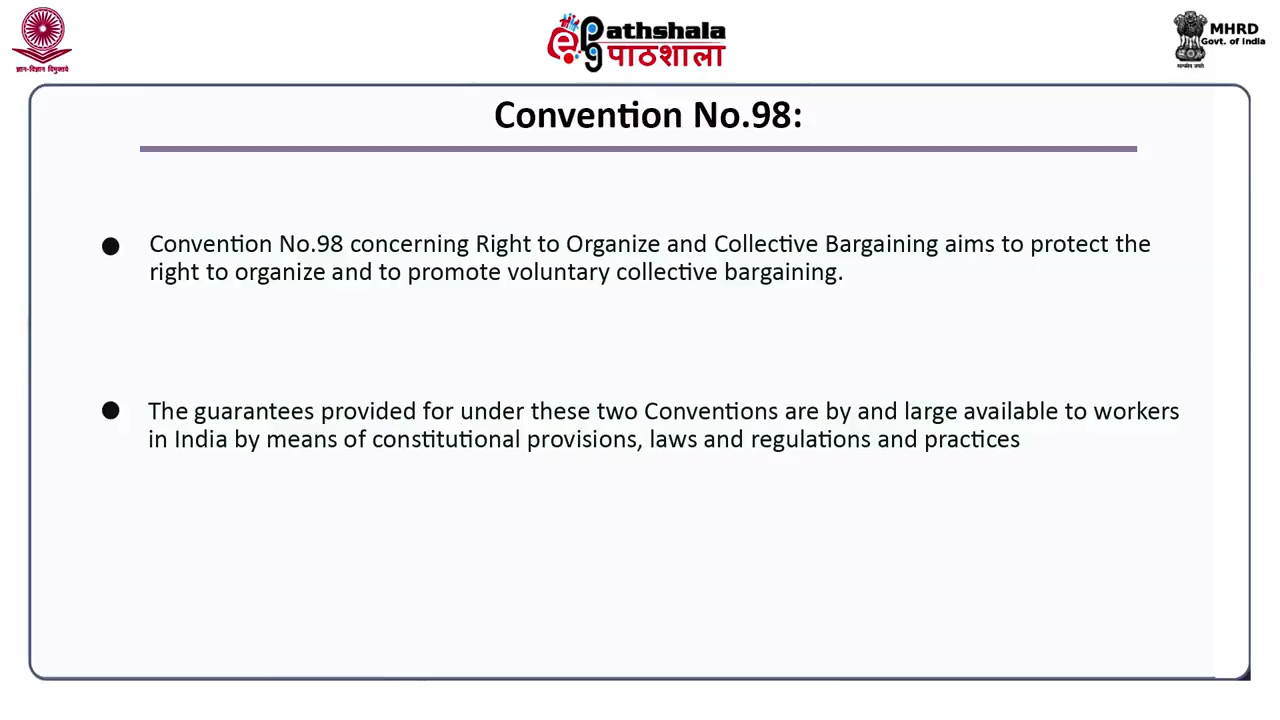 ePG Pathshala
पाठशाला
MHRD
Govt. of India
ज्ञान-विज्ञान विमुक्तये
Convention No.98:
● Convention No.98 concerning Right to Organize and Collective Bargaining aims to protect the
right to organize and to promote voluntary collective bargaining.
● The guarantees provided for under these two Conventions are by and large available to workers
in India by means of constitutional provisions, laws and regulations and practices